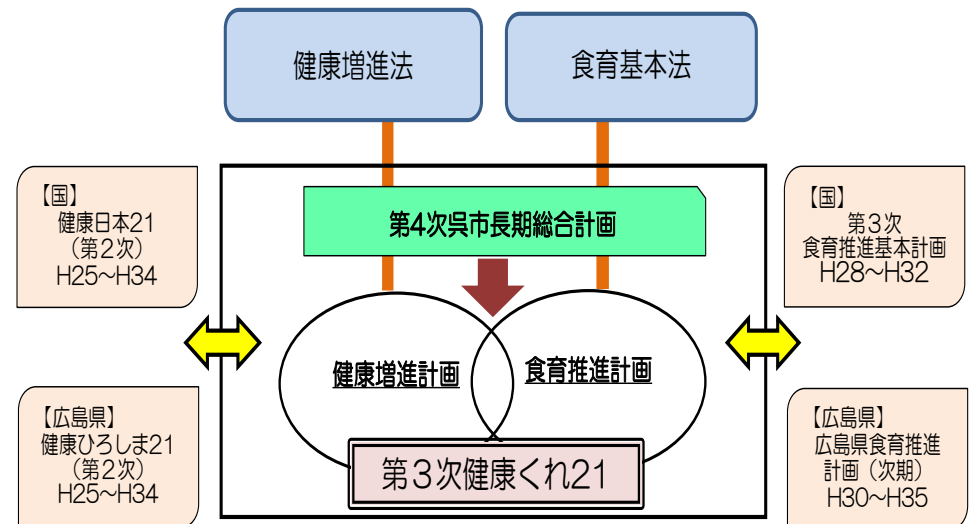 健康増進法
食育基本法
【国】
健康日本21
（第２次）
H25～H34
第4次呉市長期総合計画
【国】
第３次
食育推進基本計画
H28～H32
健康増進計画
食育推進計画
【広島県】
健康ひろしま21
（第２次）
H25～H34
第３次健康くれ21
【広島県】
広島県食育推進
計画（次期）
H30～H35